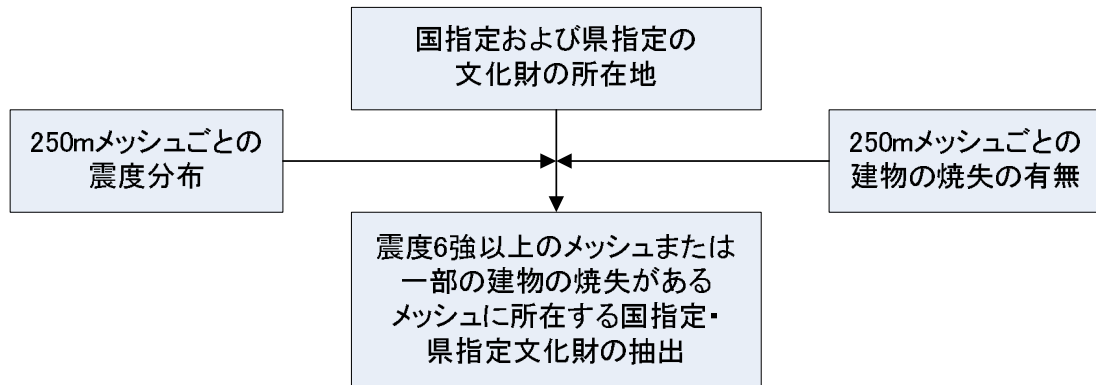 国指定および県指定の
文化財の所在地
250mメッシュごとの
震度分布
250mメッシュごとの
建物の焼失の有無
震度6強以上のメッシュまたは
一部の建物の焼失がある
メッシュに所在する国指定・
県指定文化財の抽出